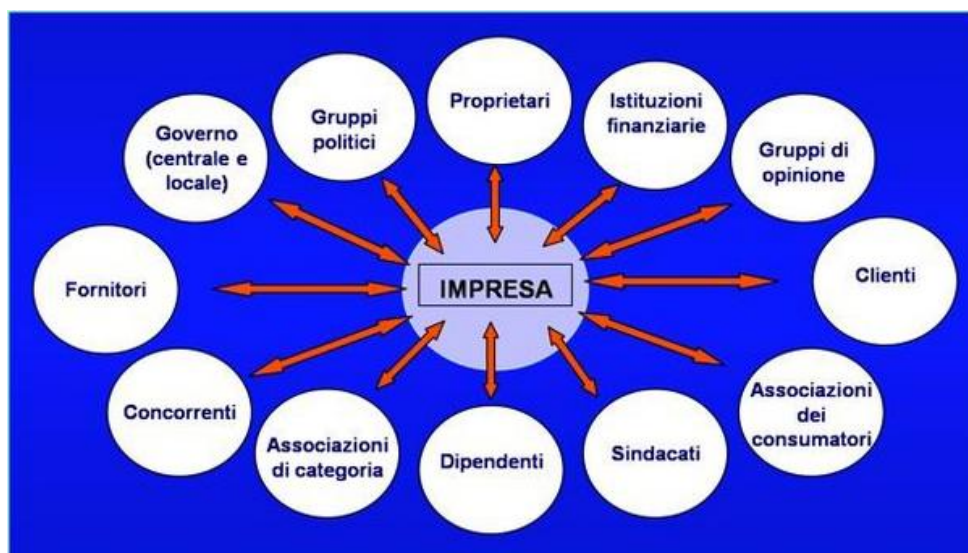 Proprietari
Gruppi
politici
Istituzioni
finanziarie
Governo
(centrale e
locale)
Gruppi di
opinione
Fornitori
IMPRESA
Clienti
Concorrenti
Associazioni
di categoria
Dipendenti
Sindacati
Associazioni
dei
consumatori